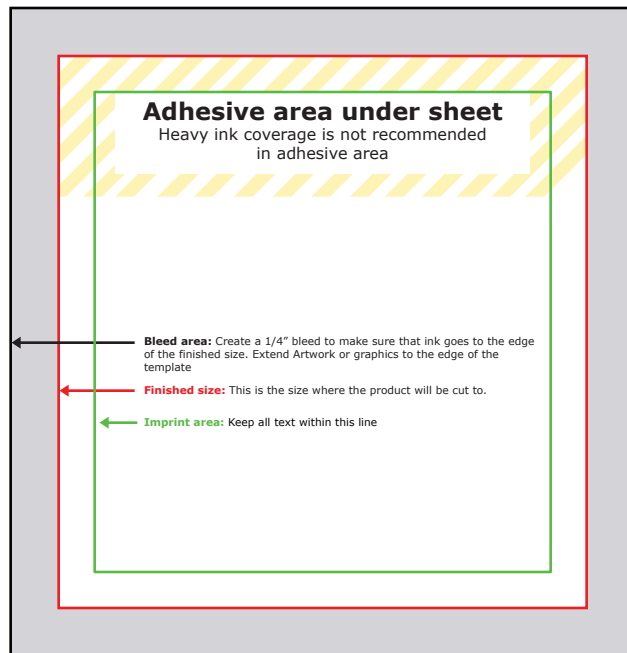 Adhesive area under sheet
Heavy ink coverage is not recommended
in adhesive area
Bleed area: Create a 1/4” bleed to make sure that ink goes to the edge
of the finished size. Extend Artwork or graphics to the edge of the
template
Finished size: This is the size where the product will be cut to.
Imprint area: Keep all text within this line